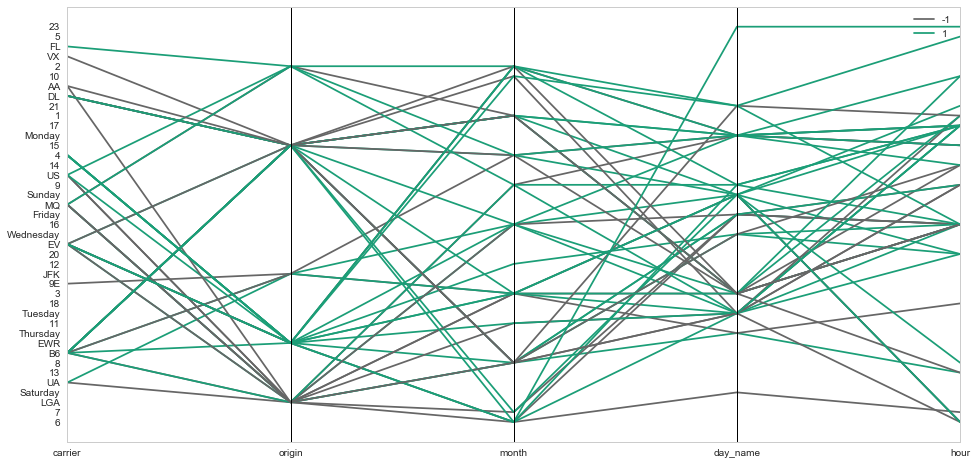 23
5
FL
VX
2
10
AA
DL
21
1
17
Monday
15
4
14
US
9
Sunday
MQ
Friday
16
Wednesday
EV
20
12
JFK
9E
3
18
Tuesday
11
Thursday
EWR
B6
8
13
UA
Saturday
LGA
7
6
-1
1
carrier origin month day_name hour